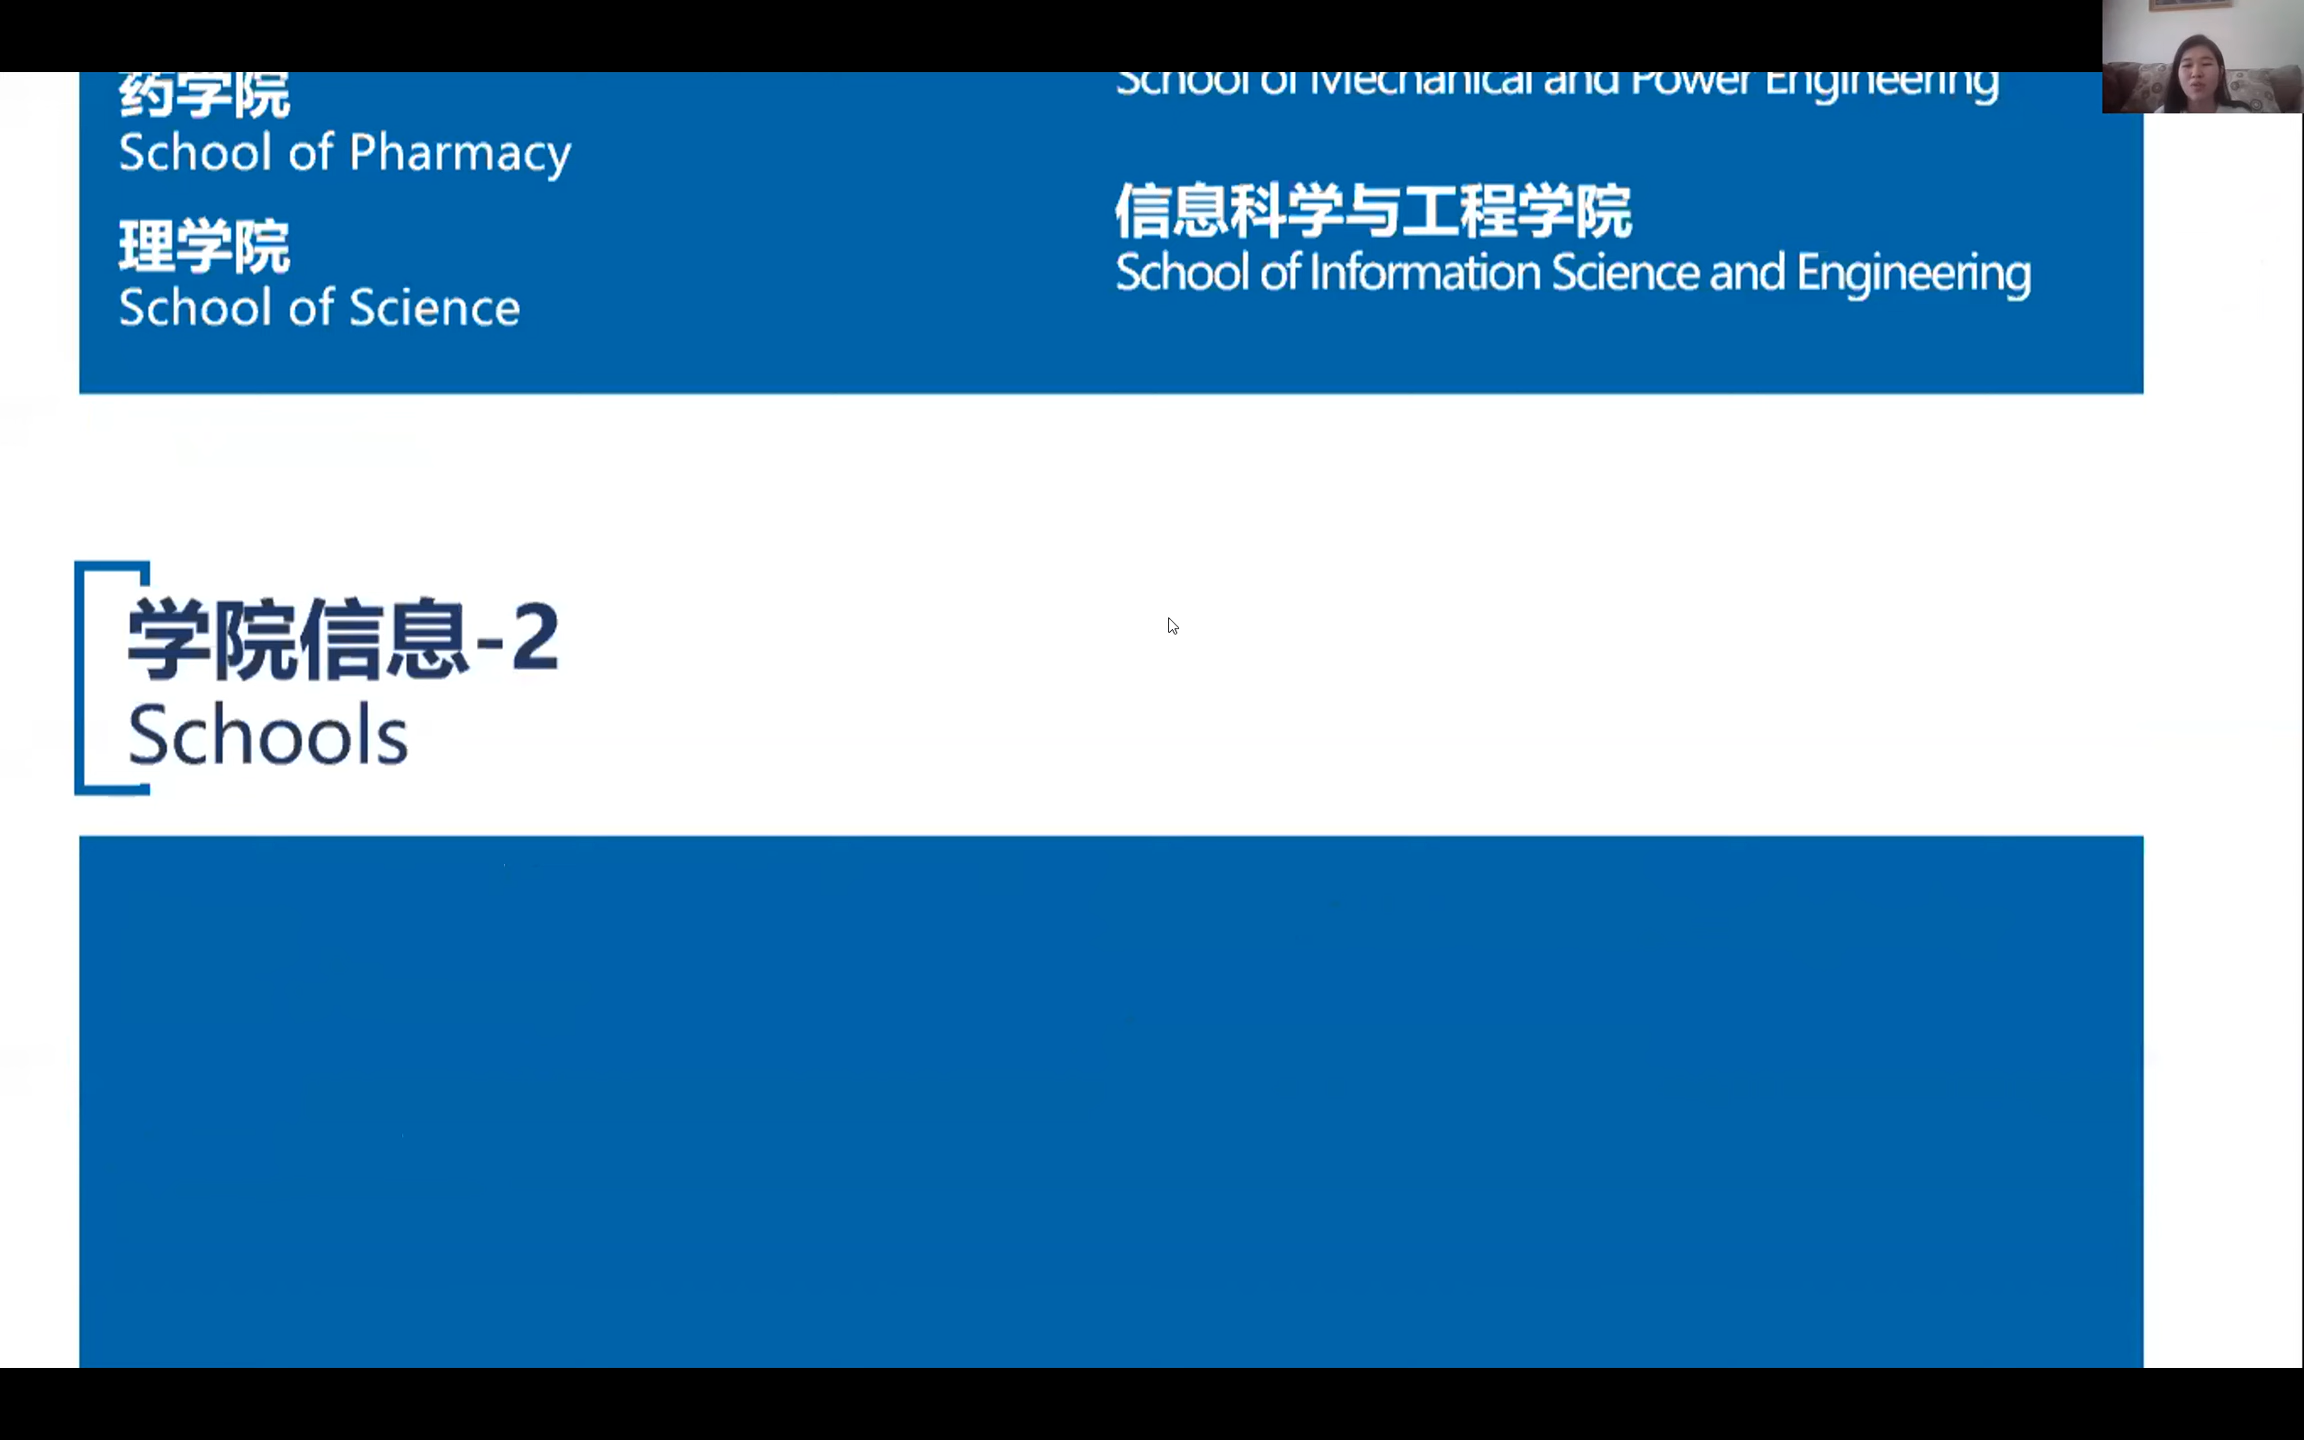 药学院
School of Pharmacy
理学院
School of Science
School of Mechanical and Power Engineering
信息科学与工程学院
School of Information Science and Engineering
学院信息-2
Schools